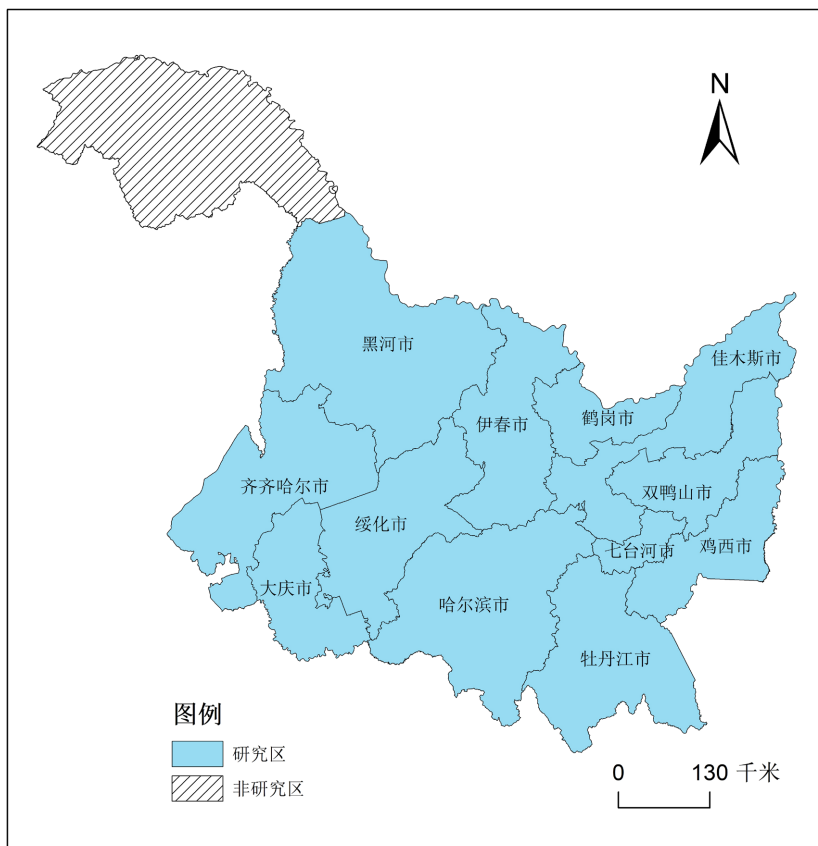 N
佳木斯市
黑河市
鹤岗市
伊春市
齐齐哈尔市
双鸭山市
绥化市
七台河市
鸡西市
大庆市
哈尔滨市
牡丹江市
图例
研究区
非研究区
0 130 千米